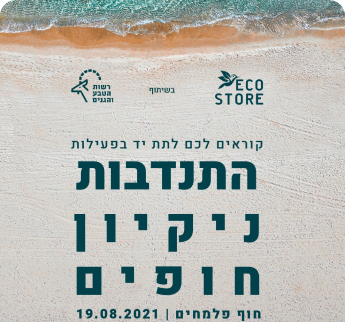 ECO
STORE
בשיתוף
רשות
הטבע
והגנים
קוראים לכם לתת יד בפעילות
התנדבות
ניקיון
חופים
חוף פלמחים | 19.08.2021